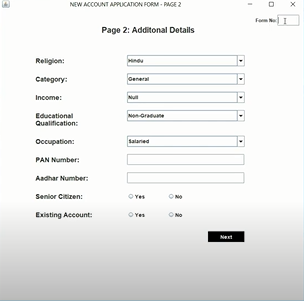 NEW ACCOUNT APPLICATION FORM - PAGE 2
Form No:
Page 2: Additonal Details
Religion: Hindu
Category: General
Income: Null
Educational Qualification: Non-Graduate
Occupation: Salaried
PAN Number:
Aadhar Number:
Senior Citizen: Yes No
Existing Account: Yes No
Next